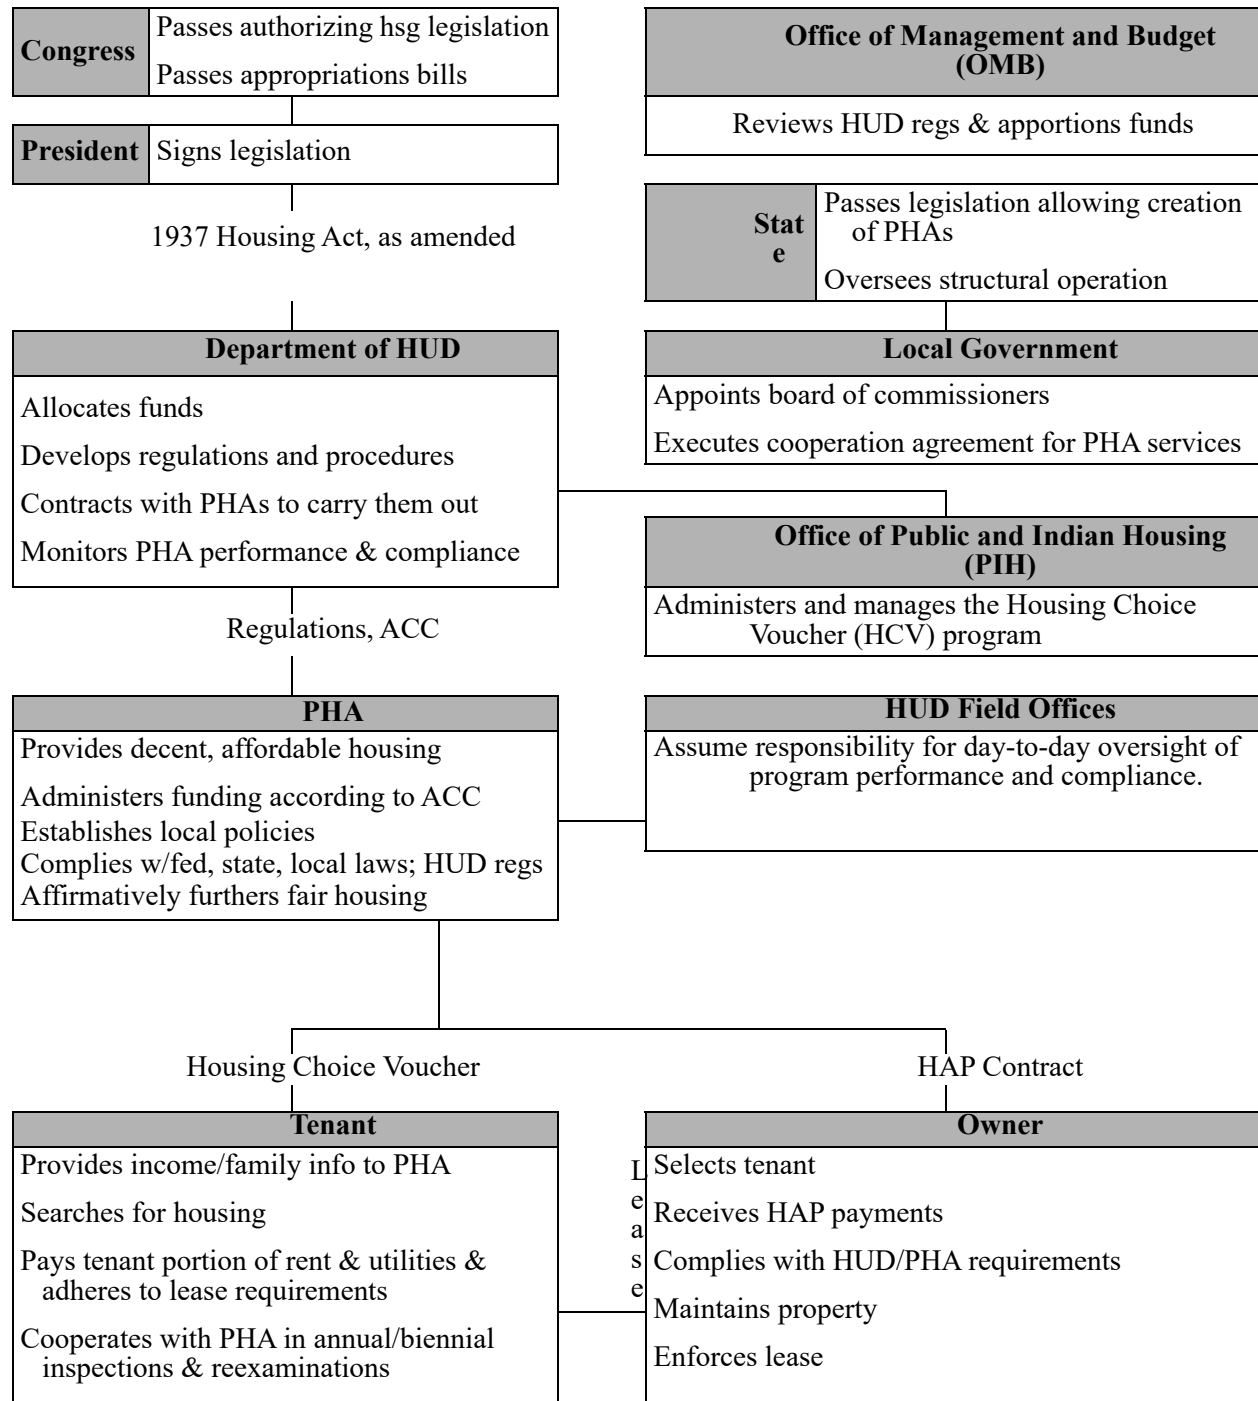 Congress
Passes authorizing hsg legislation
Passes appropriations bills
President
Signs legislation
1937 Housing Act, as amended
Office of Management and Budget
(OMB)
Reviews HUD regs & apportions funds
Stat
e
Passes legislation allowing creation
of PHAs
Oversees structural operation
Department of HUD
Allocates funds
Develops regulations and procedures
Contracts with PHAs to carry them out
Monitors PHA performance & compliance
Local Government
Appoints board of commissioners
Executes cooperation agreement for PHA services
Office of Public and Indian Housing
(PIH)
Administers and manages the Housing Choice
Voucher (HCV) program
Regulations, ACC
PHA
Provides decent, affordable housing
Administers funding according to ACC
Establishes local policies
Complies w/fed, state, local laws; HUD regs
Affirmatively furthers fair housing
HUD Field Offices
Assume responsibility for day-to-day oversight of
program performance and compliance.
Housing Choice Voucher
HAP Contract
Tenant
Provides income/family info to PHA
Searches for housing
Pays tenant portion of rent & utilities &
adheres to lease requirements
Cooperates with PHA in annual/biennial
inspections & reexaminations
L
e
a
s
e
Owner
Selects tenant
Receives HAP payments
Complies with HUD/PHA requirements
Maintains property
Enforces lease